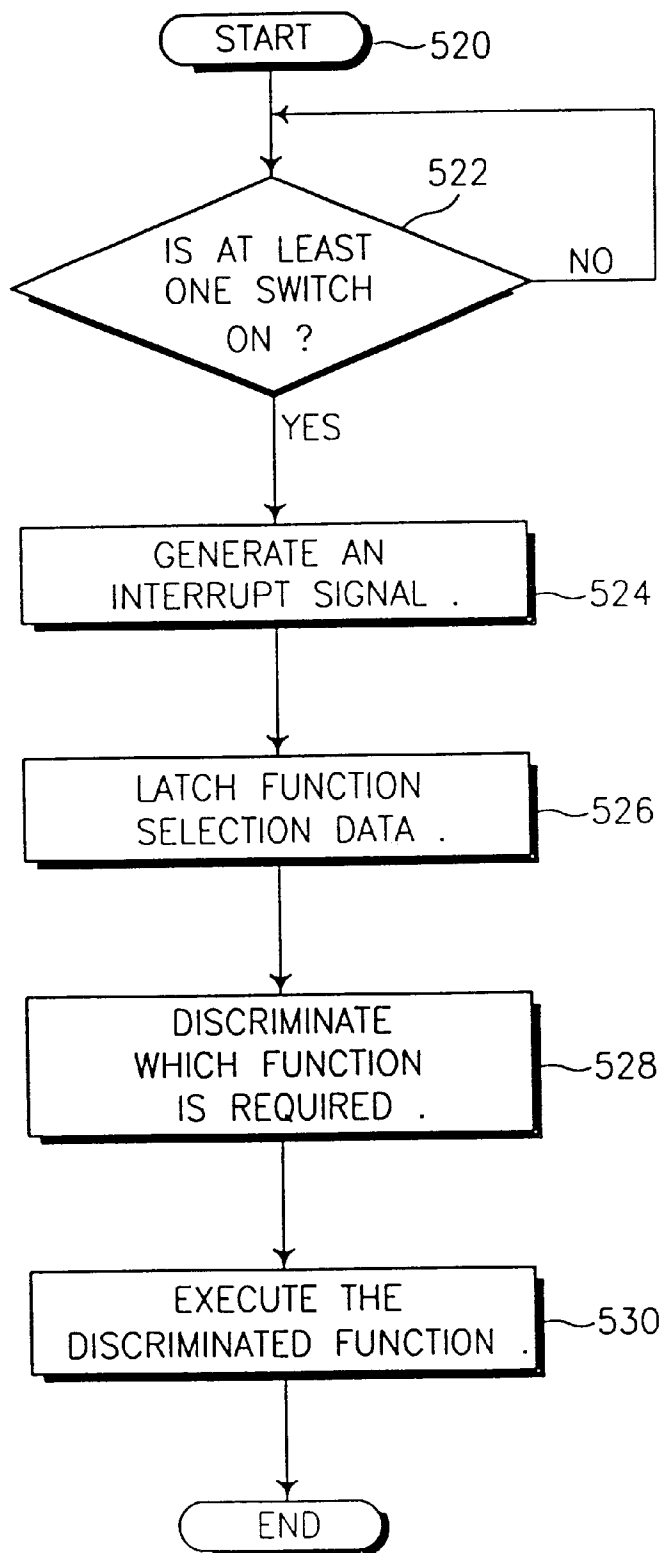 START
520
522
IS AT LEAST
ONE SWITCH
ON ?
NO
YES
GENERATE AN
INTERRUPT SIGNAL .
524
LATCH FUNCTION
SELECTION DATA .
526
DISCRIMINATE
WHICH FUNCTION
IS REQUIRED .
528
EXECUTE THE
DISCRIMINATED FUNCTION .
530
END